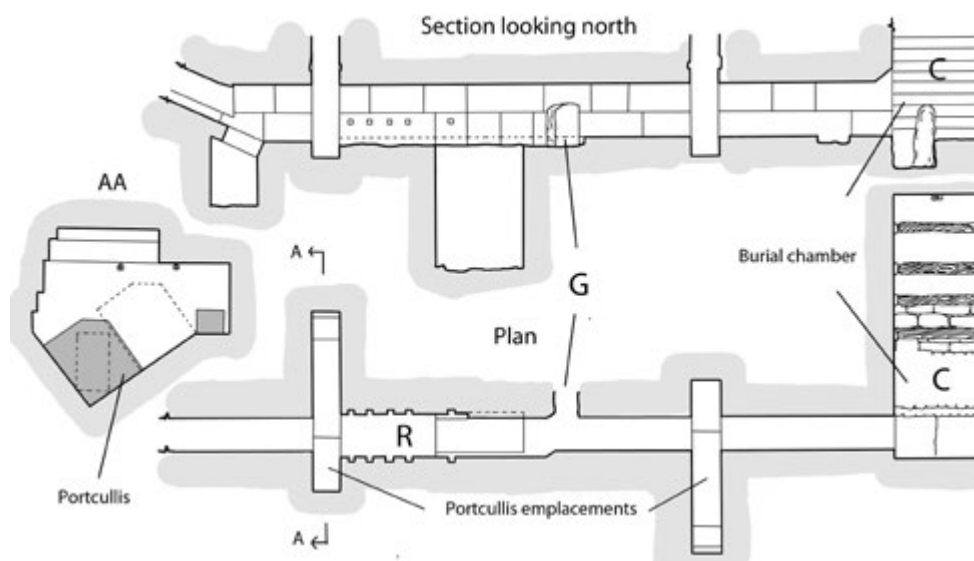 Section looking north
C
AA
A
G
Burial chamber
Plan
C
R
Portcullis
Portcullis emplacements
A